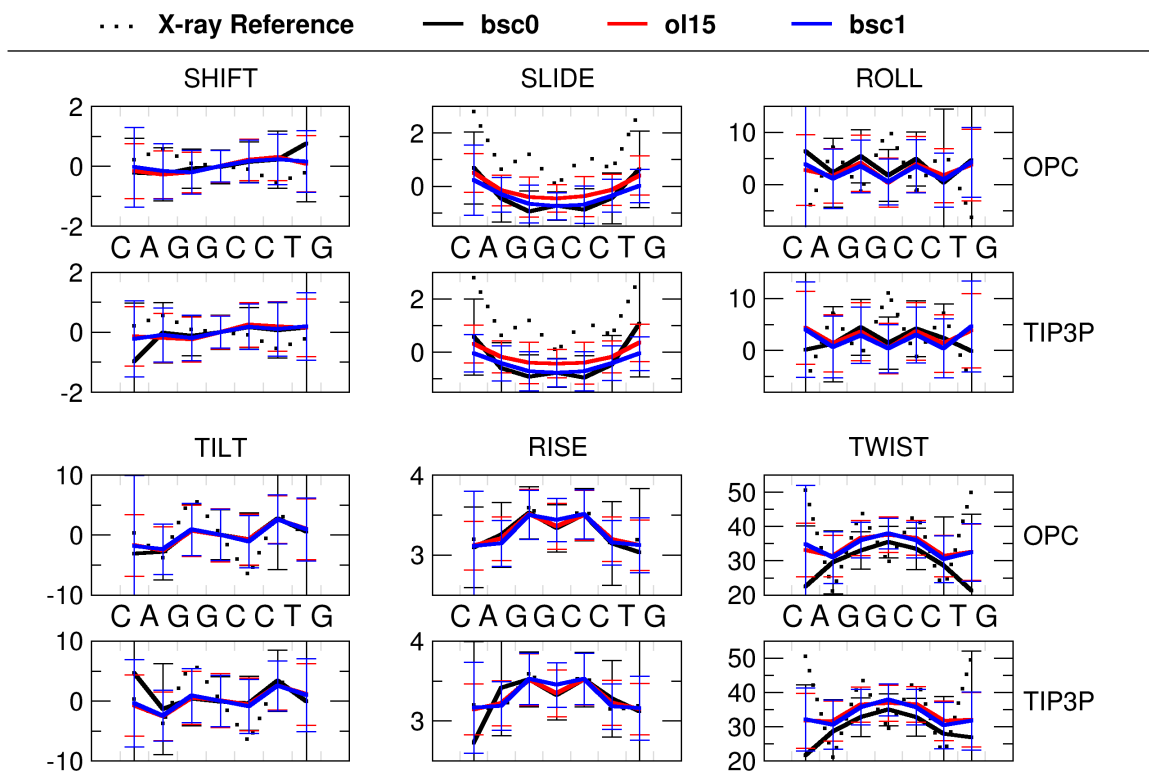 X-ray Reference bsc0 ol15 bsc1
SHIFT SLIDE ROLL
2 0 -2
2 0
10 0
OPC
C A G G C C T G C A G G C C T G C A G G C C T G
2 0 -2
2 0
10 0
TIP3P
TILT RISE TWIST
10 0 -10
4 3
50 40 30 20
OPC
C A G G C C T G C A G G C C T G C A G G C C T G
10 0 -10
4 3
50 40 30 20
TIP3P